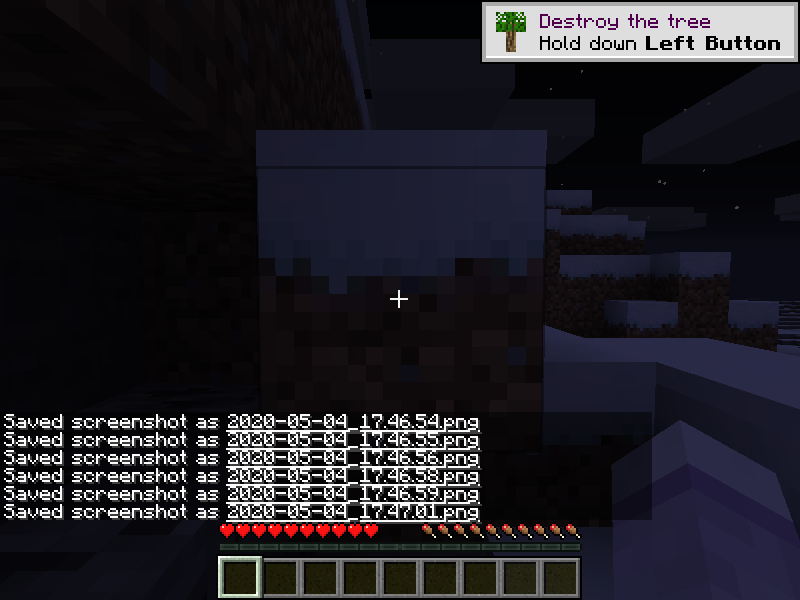 Destroy the tree
Hold down Left Button
Saved screenshot as 2020-05-04_17.46.54.png
Saved screenshot as 2020-05-04_17.46.55.png
Saved screenshot as 2020-05-04_17.46.56.png
Saved screenshot as 2020-05-04_17.46.58.png
Saved screenshot as 2020-05-04_17.46.59.png
Saved screenshot as 2020-05-04_17.47.01.png